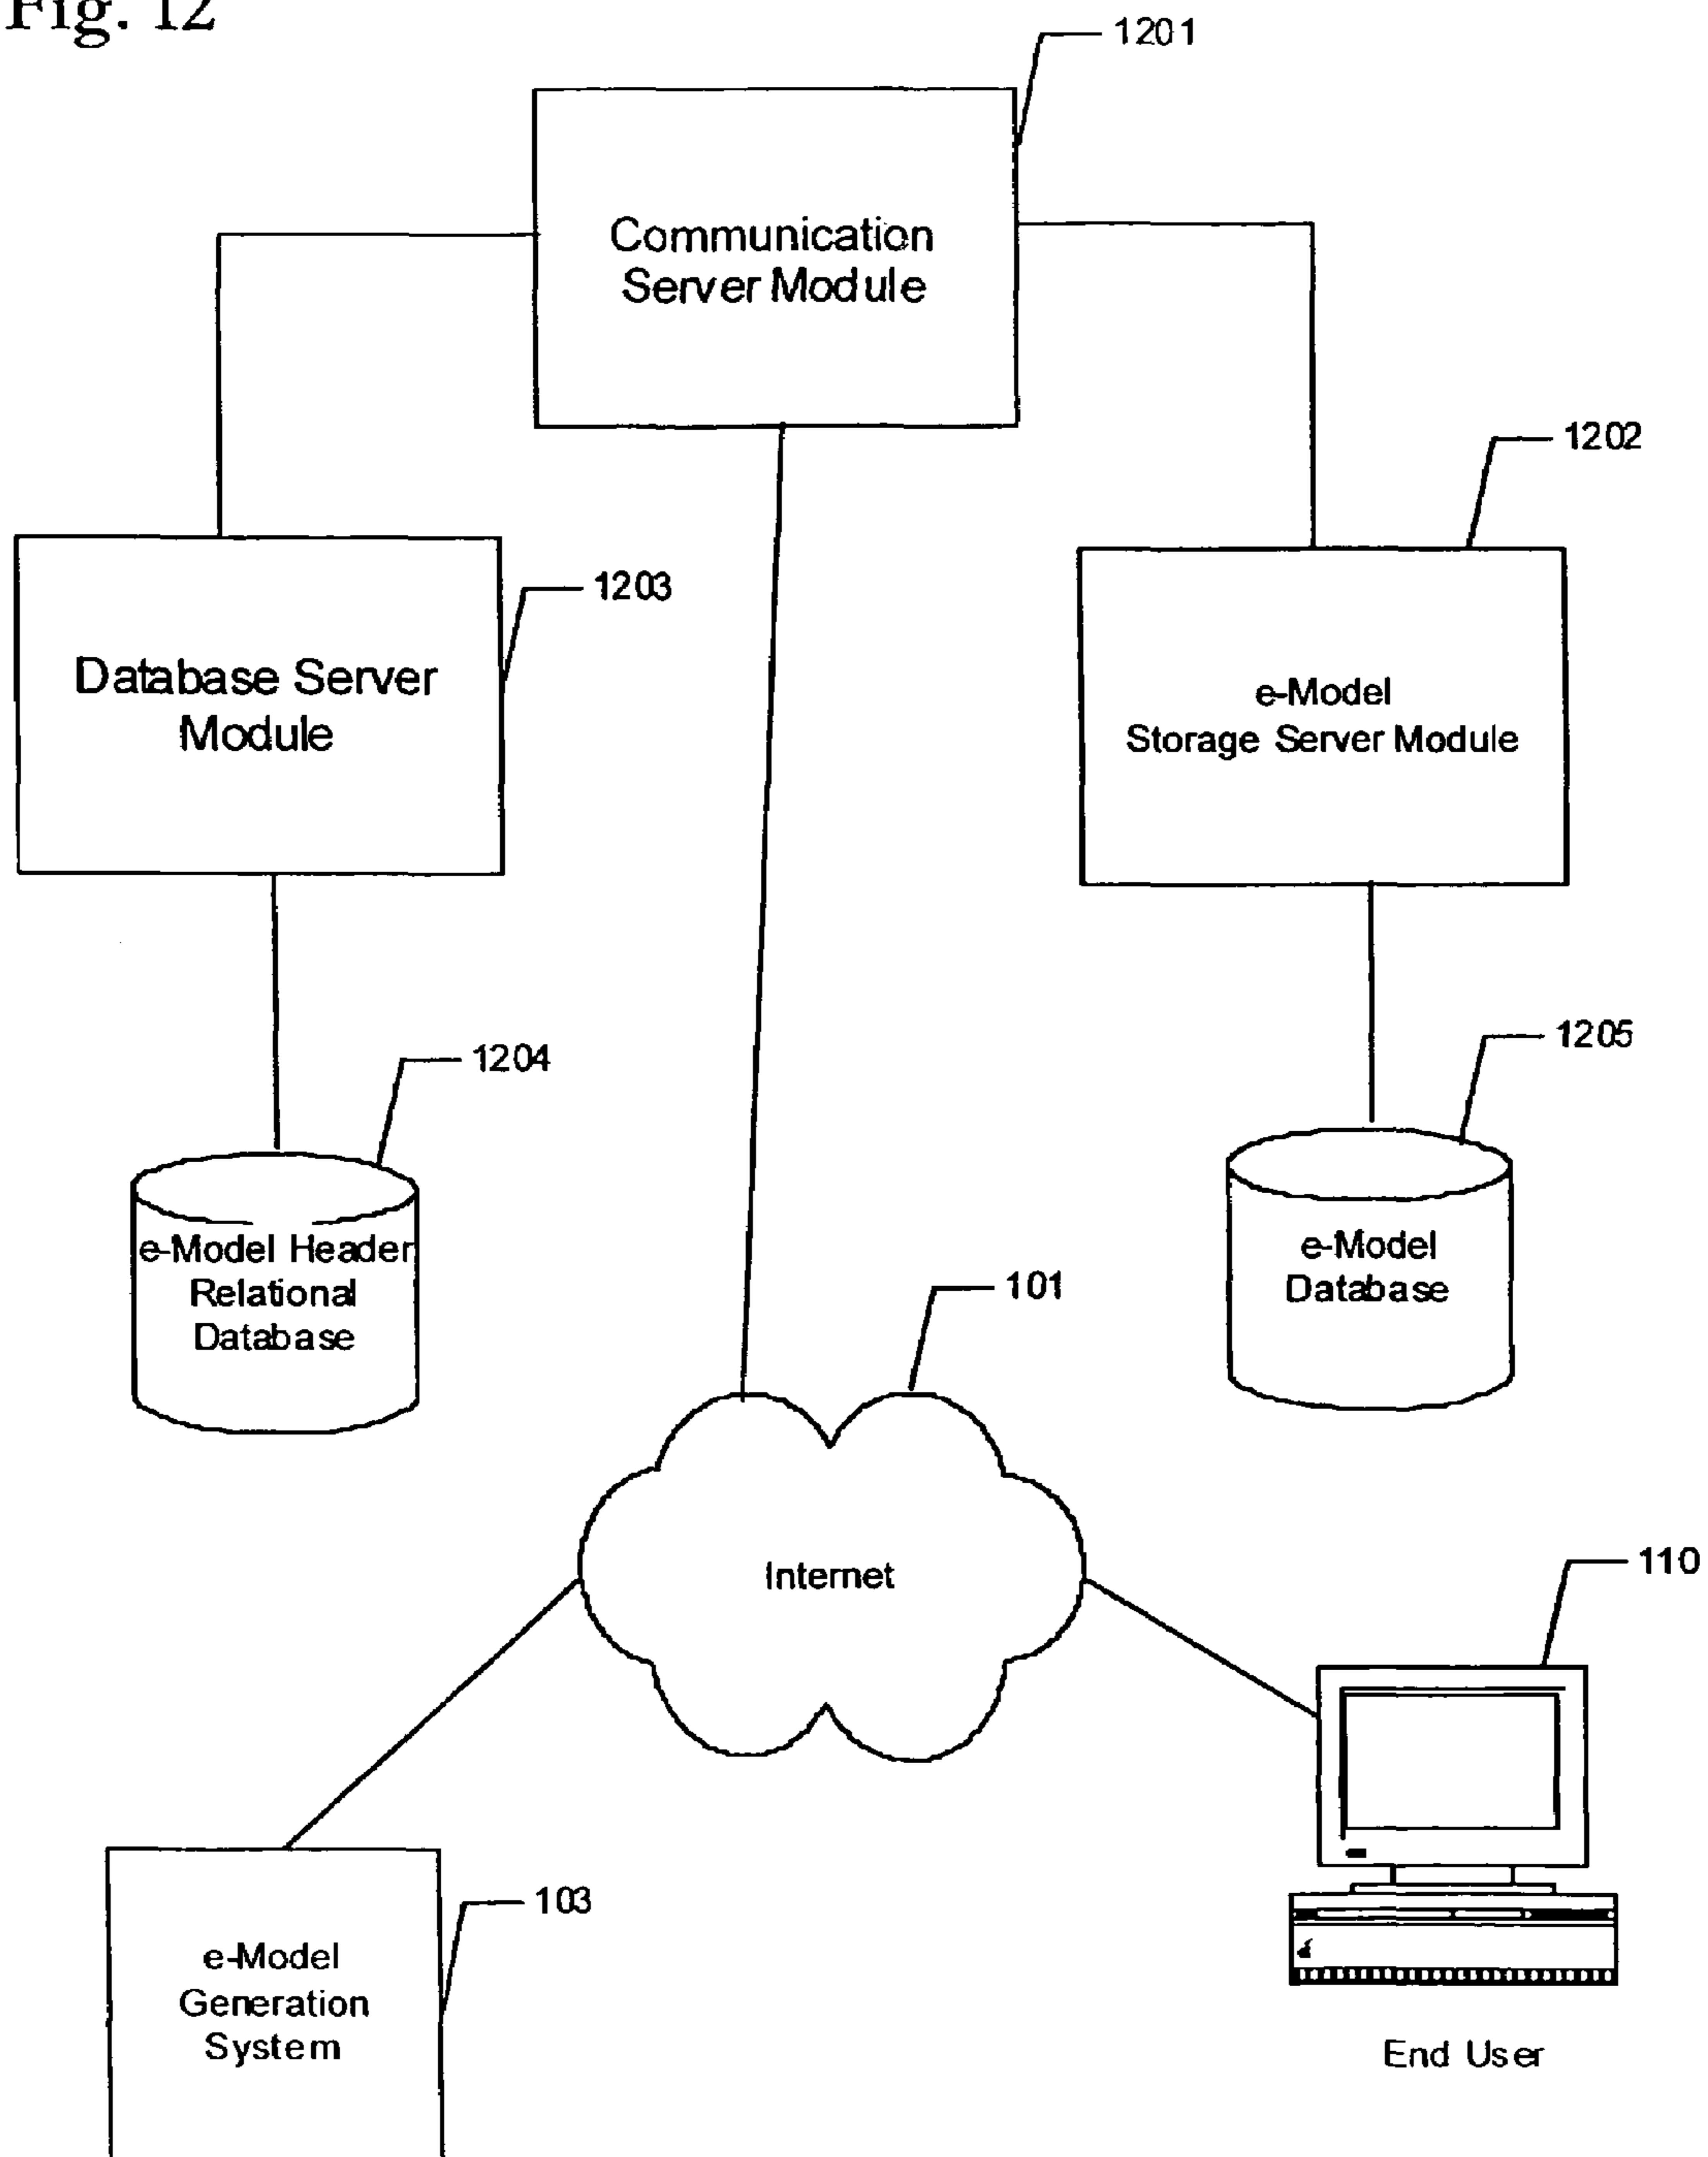 Fig. 12
1201
Communication
Server Module
1202
1203
Database Server
Module
e-Model
Storage Server Module
1204
1205
e-Model Header
Relational
Database
e-Model
Database
101
Internet
110
103
e-Model
Generation
System
End User